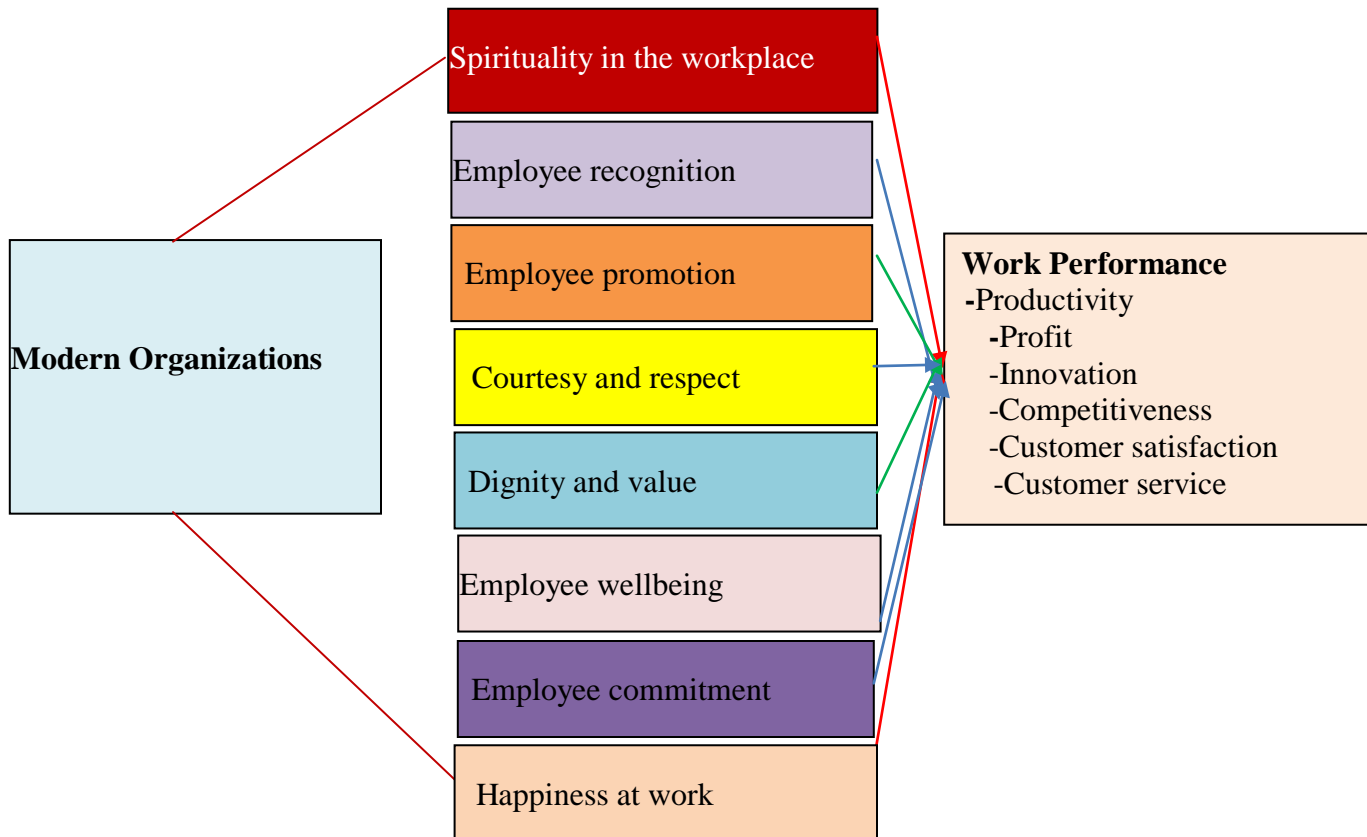 Spirituality in the workplace
Employee recognition
Employee promotion
Modern Organizations
Courtesy and respect
Dignity and value
Employee wellbeing
Employee commitment
Happiness at work
Work Performance
-Productivity
-Profit
-Innovation
-Competitiveness
-Customer satisfaction
-Customer service